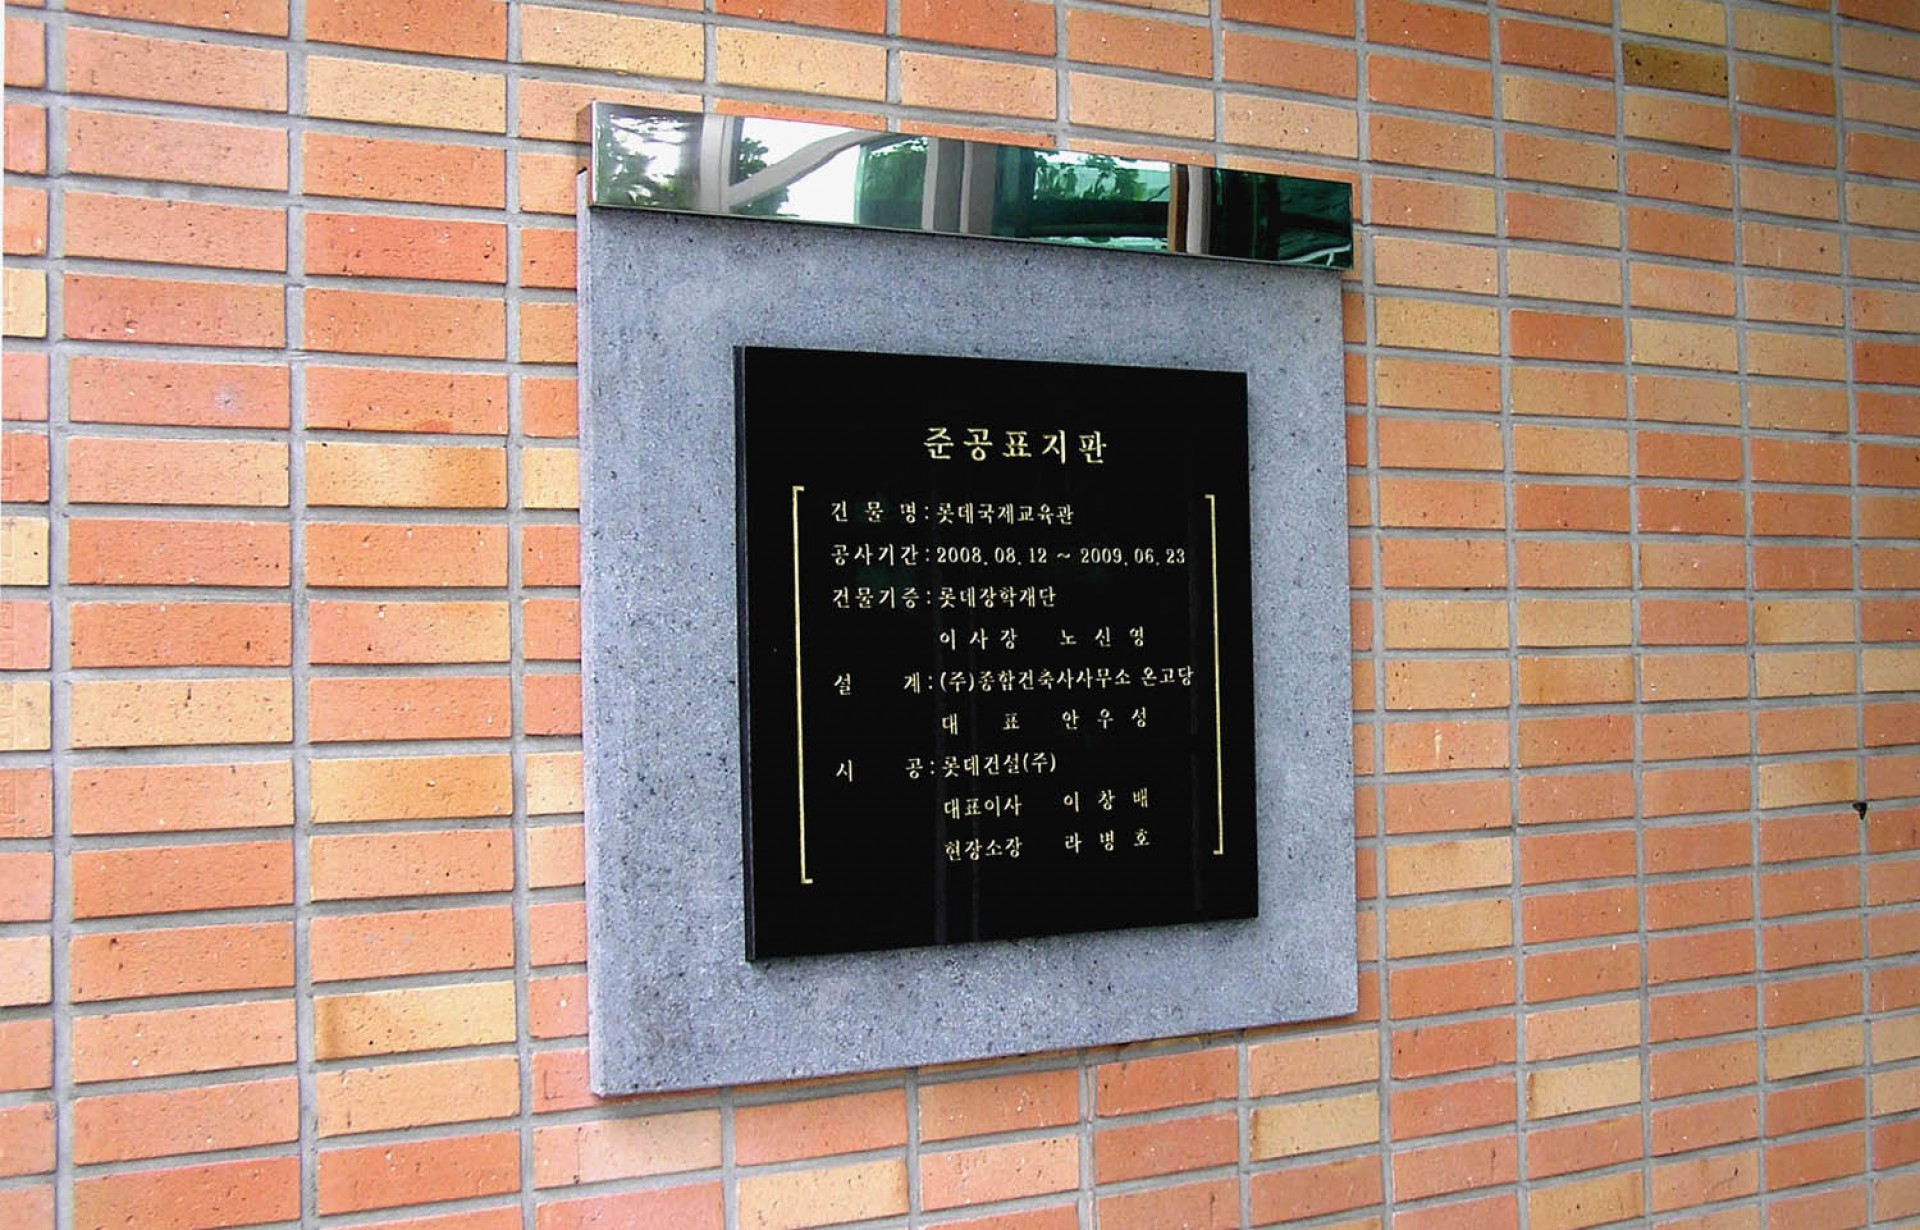 준공표지판
건 물 명 : 롯데국제교육관
공사기간 : 2008. 08. 12 ~ 2009. 06. 23
건물기증 : 롯데장학재단
이 사 장 노 신 영
설 계 : (주)종합건축사사무소 온고당
대 표 안 우 성
시 공 : 롯데건설(주)
대표이사 이 창 배
현장소장 라 병 호